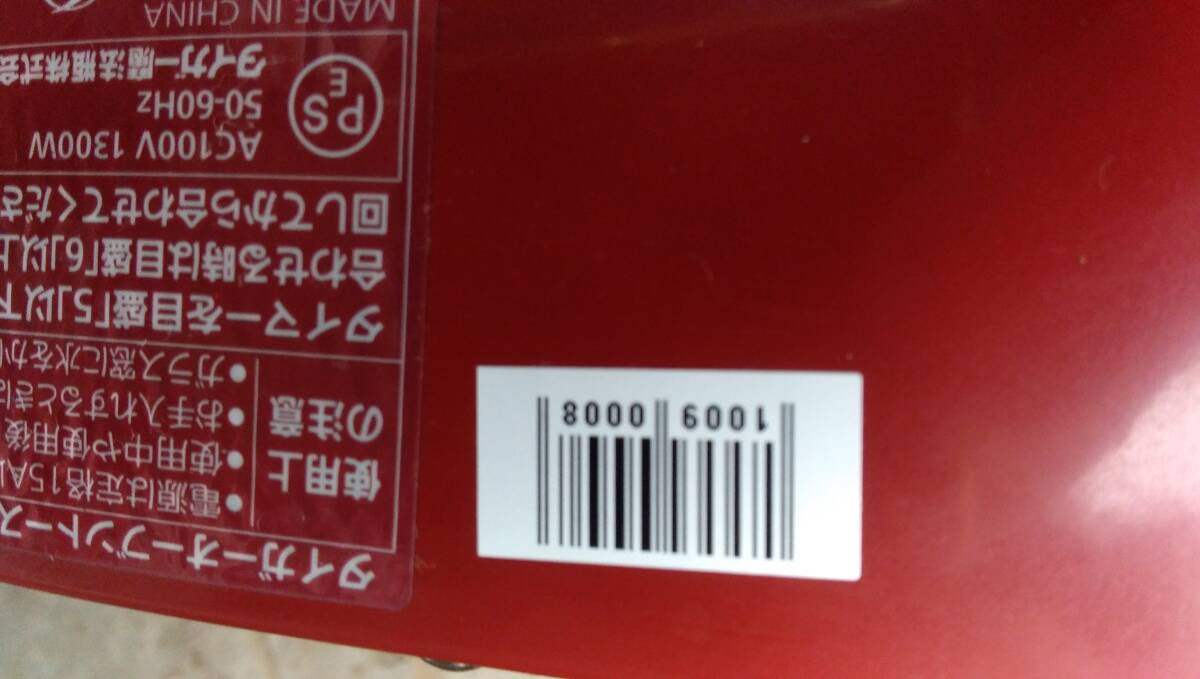 タイガーオーブントース
使用上
の注意
●電源は定格15A
●使用中や使用後
●お手入れするときは
●ガラス窓に水をか
タイマーを目盛「5」以下
合わせる時は目盛「6」以上
回してから合わせてくださ
PS
E
AC100V 1300W
50-60Hz
タイガー魔法瓶株式会
MADE IN CHINA
1009 0008